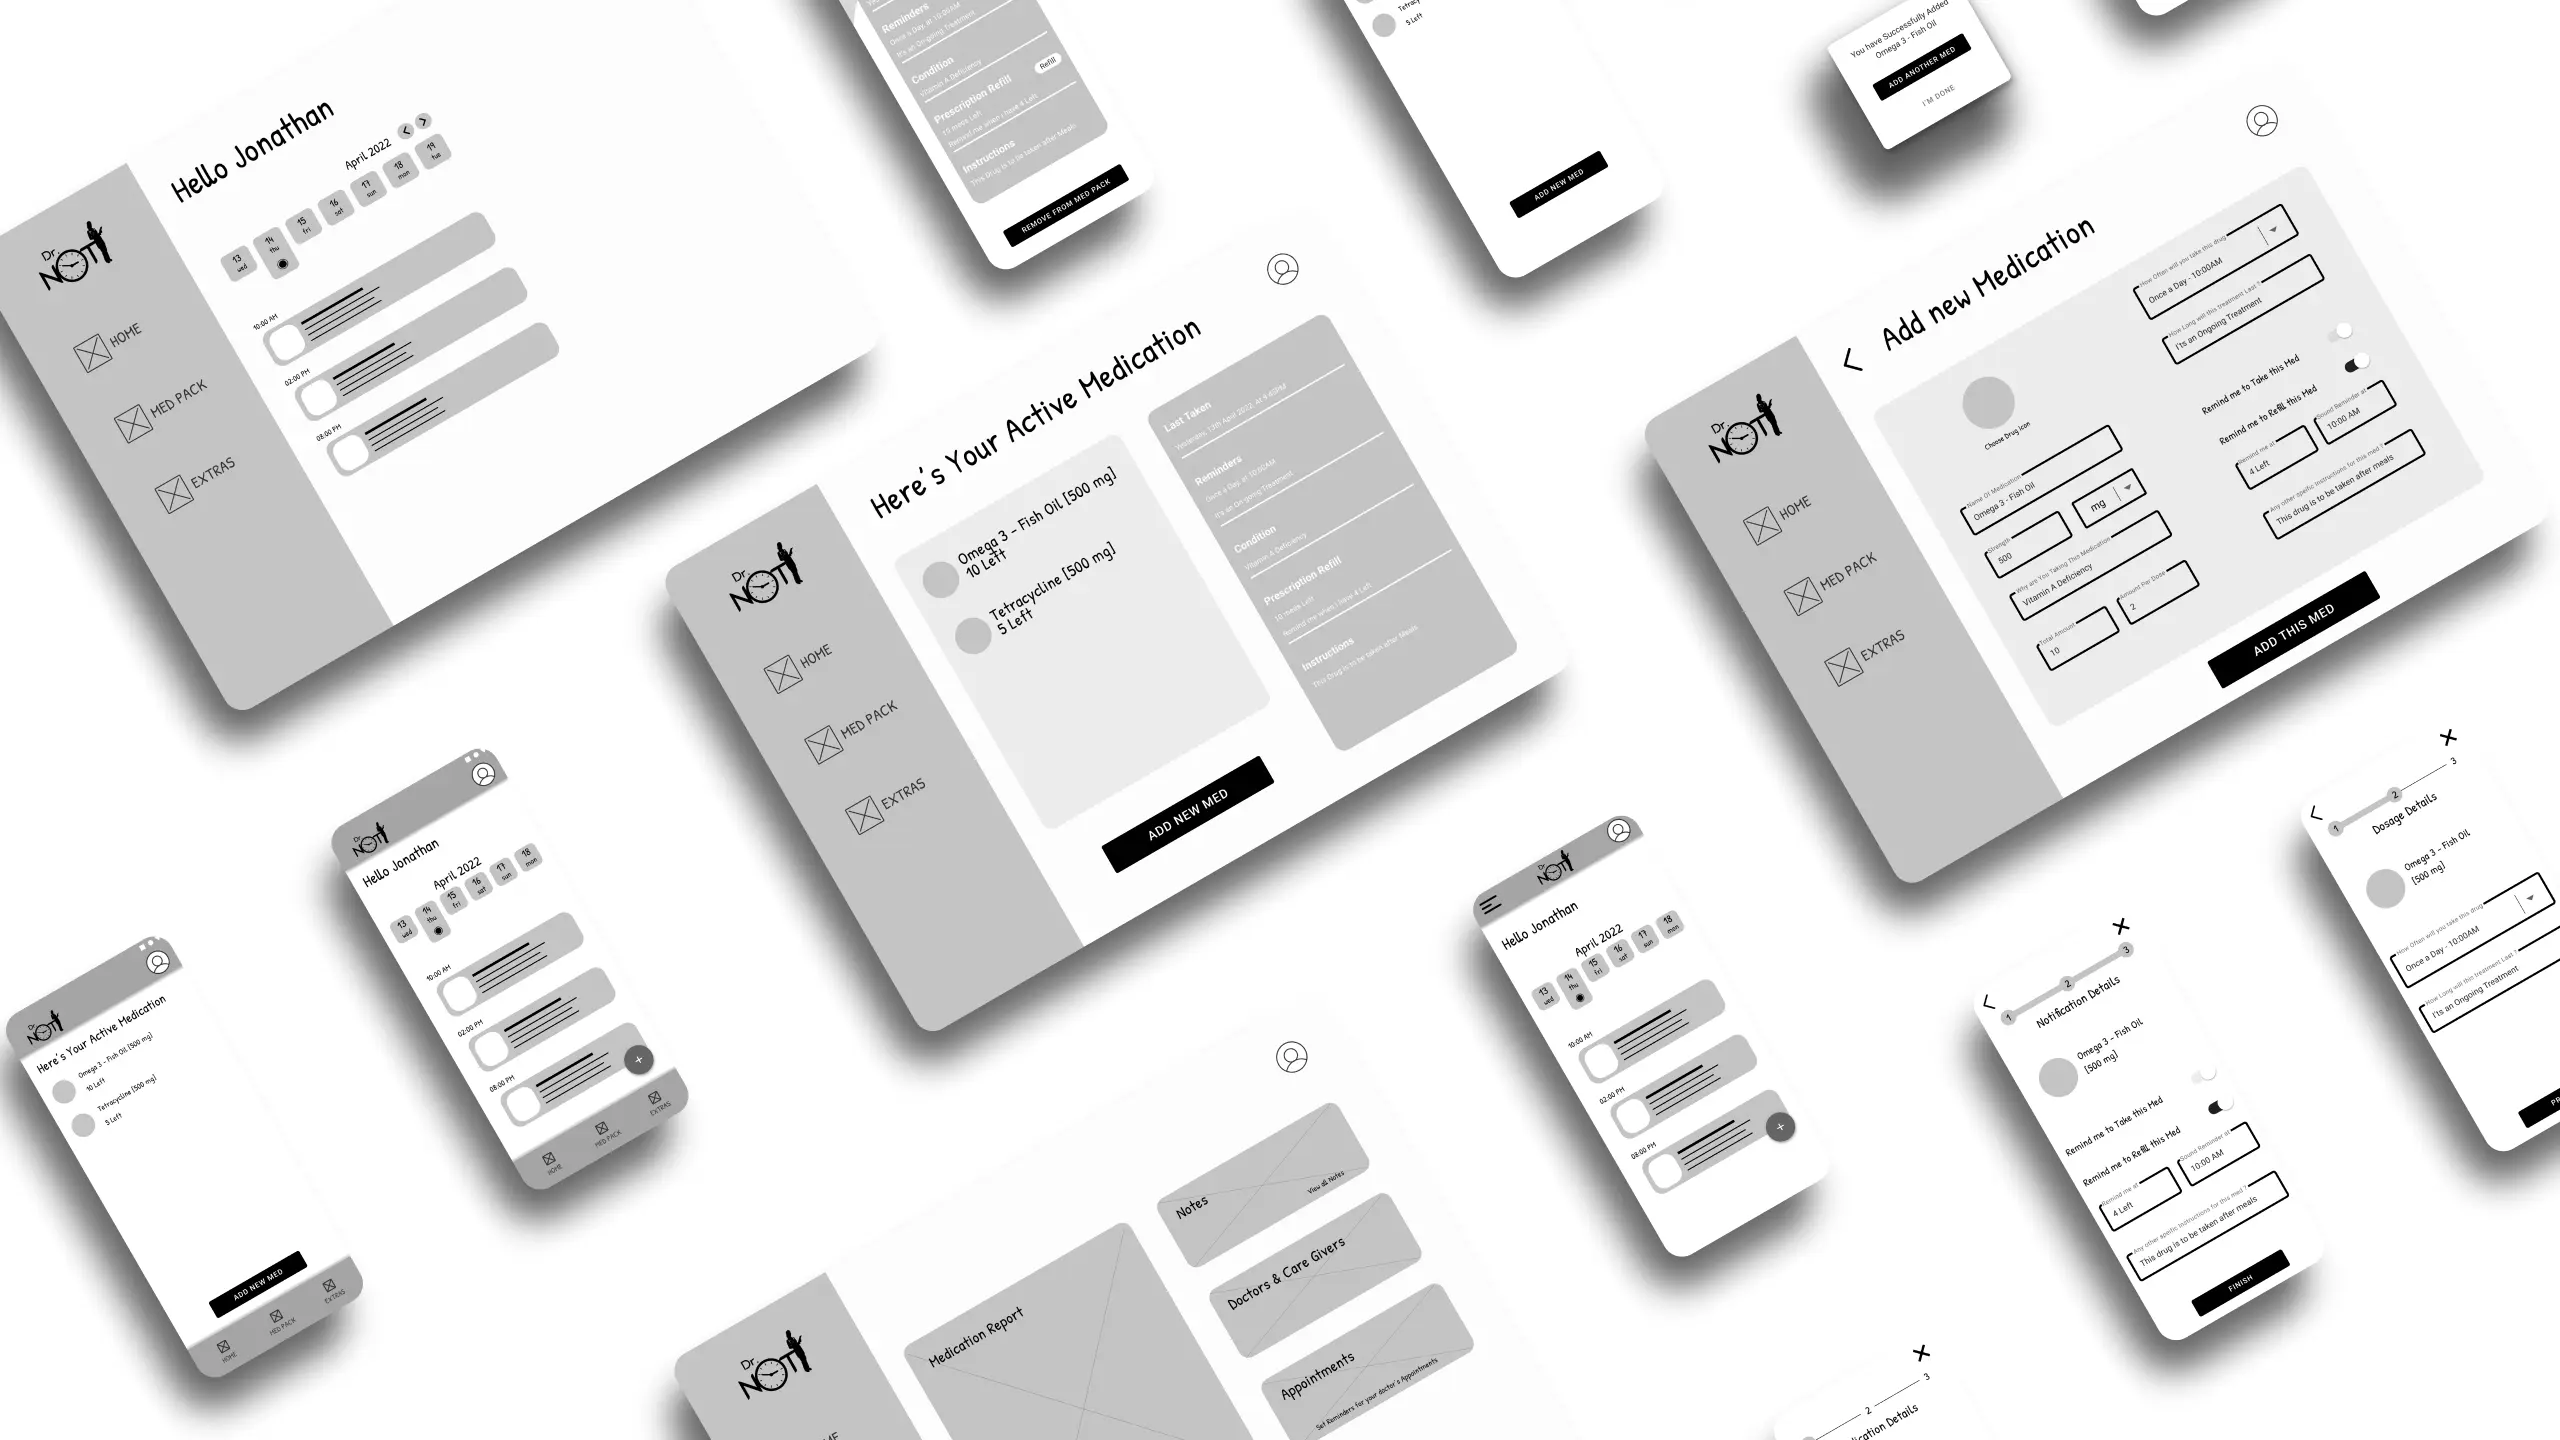 Hello Jonathan
April 2022
<
>
13
wed
14
thu
15
fri
16
sat
17
sun
18
mon
19
tue
10:00 AM
02:00 PM
08:00 PM
Dr.
NOTI
HOME
MED PACK
EXTRAS
Reminders
Once a Day, at 10:00AM
It's an On-going Treatment
Condition
Vitamin A Deficiency
Prescription Refill
Refill
10 meds Left
Remind me when i have 4 Left
Instructions
This Drug is to be taken after Meals
REMOVE FROM MED PACK
5 Left
ADD NEW MED
You have Successfully Added
Omega 3 - Fish Oil
ADD ANOTHER MED
I'M DONE
Here's Your Active Medication
Dr.
NOTI
HOME
MED PACK
EXTRAS
Omega 3 - Fish Oil [500 mg]
10 Left
Tetracycline [500 mg]
5 Left
ADD NEW MED
Last Taken
Yesterday, 13th April 2022, at 9:45PM
Reminders
Once a Day, at 10:00AM
It's an On-going Treatment
Condition
Vitamin A Deficiency
Prescription Refill
10 meds Left
Remind me when i have 4 Left
Instructions
This Drug is to be taken after Meals
Add new Medication
Dr.
NOTI
HOME
MED PACK
EXTRAS
Choose Drug Icon
Name Of Medication
Omega 3 - Fish Oil
Strength
500
mg
Why are You Taking This Medication
Vitamin A Deficiency
Total Amount
10
Amount Per Dose
2
How Often will you take this drug
Once a Day - 10:00AM
How Long will this treatment Last ?
I'ts an Ongoing Treatment
Remind me to Take this Med
Remind me to Refill this Med
Remind me at
4 Left
Sound Reminder at
10:00 AM
Any other speific instructions for this med ?
This drug is to be taken after meals
ADD THIS MED
Dr.
NOTI
Here's Your Active Medication
Omega 3 - Fish Oil [500 mg]
10 Left
Tetracycline [500 mg]
5 Left
ADD NEW MED
HOME
MED PACK
EXTRAS
Dr.
NOTI
Hello Jonathan
April 2022
13
wed
14
thu
15
fri
16
sat
17
sun
18
mon
10:00 AM
02:00 PM
08:00 PM
+
HOME
MED PACK
EXTRAS
Dr.
NOTI
Medication Report
Notes
View all Notes
Doctors & Care Givers
Appointments
Set Reminders for your doctor's Appointments
Dr.
NOTI
Hello Jonathan
April 2022
13
wed
14
thu
15
fri
16
sat
17
sun
18
mon
10:00 AM
02:00 PM
08:00 PM
+
1
2
3
Notification Details
Omega 3 - Fish Oil
[500 mg]
Remind me to Take this Med
Remind me to Refill this Med
Remind me at
4 Left
Sound Reminder at
10:00 AM
Any other speific instructions for this med ?
This drug is to be taken after meals
FINISH
1
2
3
Dosage Details
Omega 3 - Fish Oil
[500 mg]
How Often will you take this drug
Once a Day - 10:00AM
How Long will this treatment Last ?
I'ts an Ongoing Treatment
2
3
ication Details